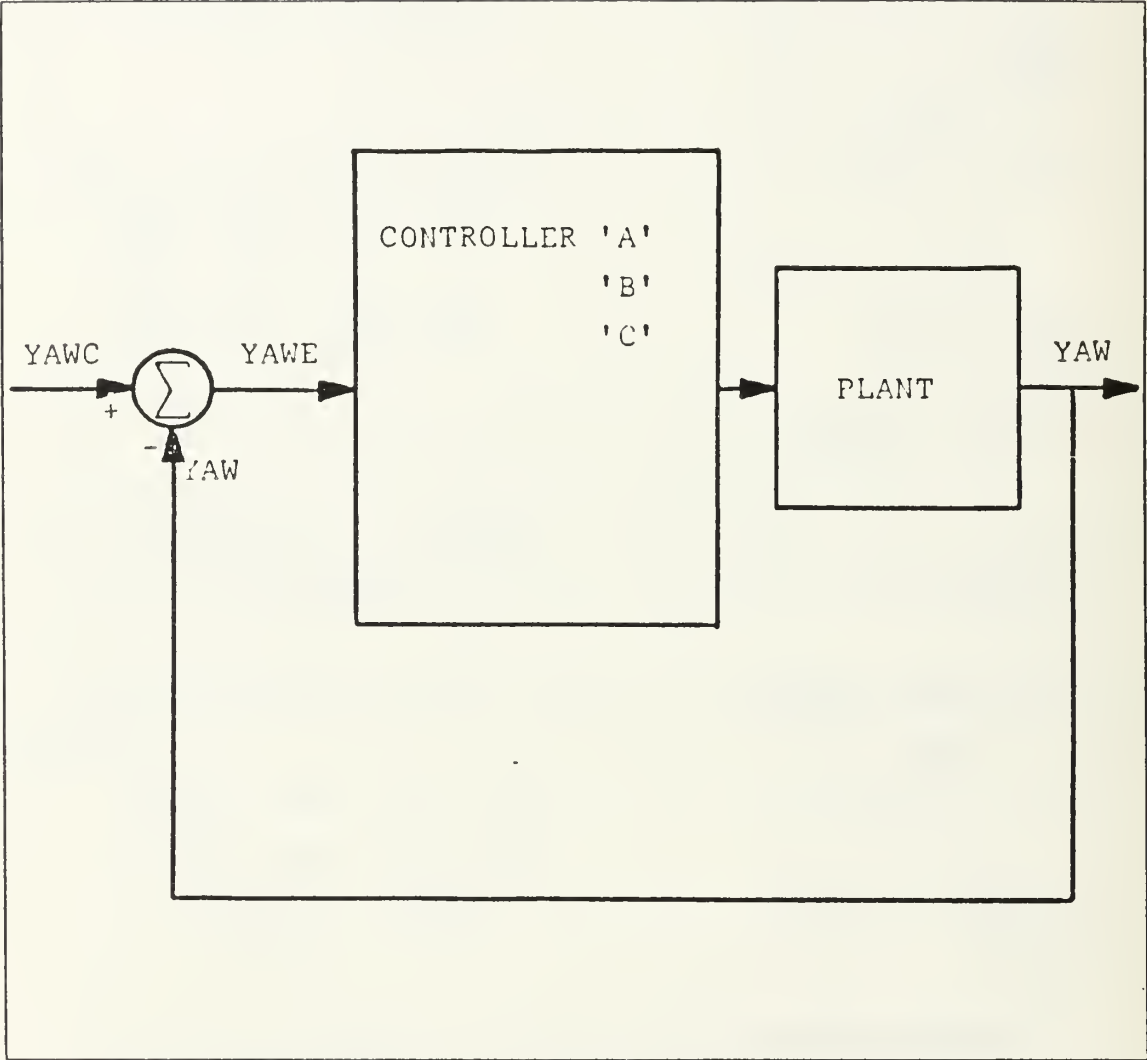 CONTROLLER 'A'
'B'
'C'
YAWC
YAWE
YAW
Σ
PLANT
+
-
YAW